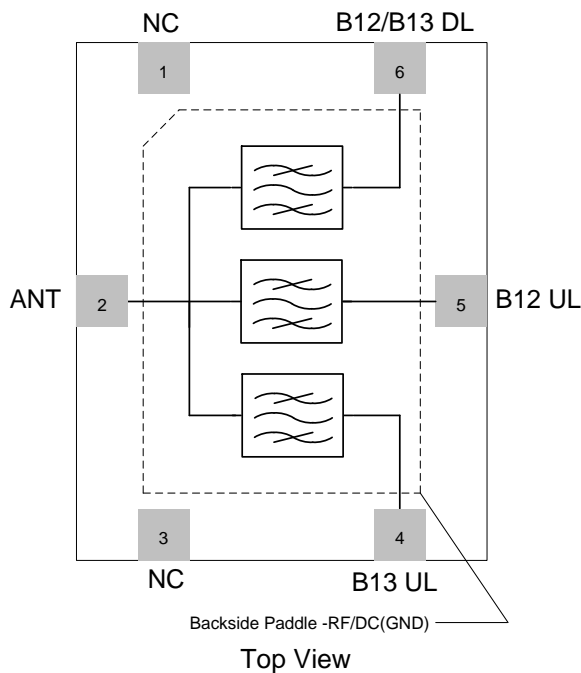 NC
B12/B13 DL
1
6
ANT
2
5
B12 UL
3
4
NC
B13 UL
Backside Paddle -RF/DC(GND)
Top View